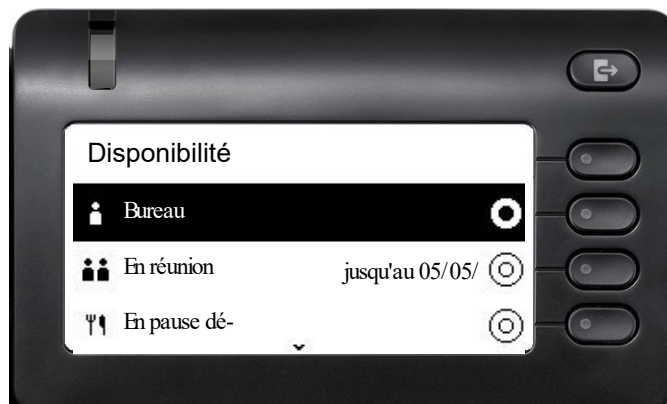 Disponibilité
Bureau
En réunion jusqu'au 05/05/
En pause dé-